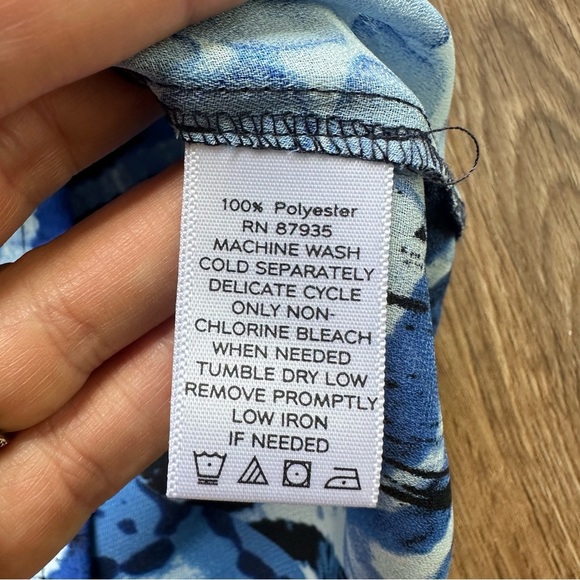 100% Polyester
RN 87935
MACHINE WASH
COLD SEPARATELY
DELICATE CYCLE
ONLY NON-
CHLORINE BLEACH
WHEN NEEDED
TUMBLE DRY LOW
REMOVE PROMPTLY
LOW IRON
IF NEEDED